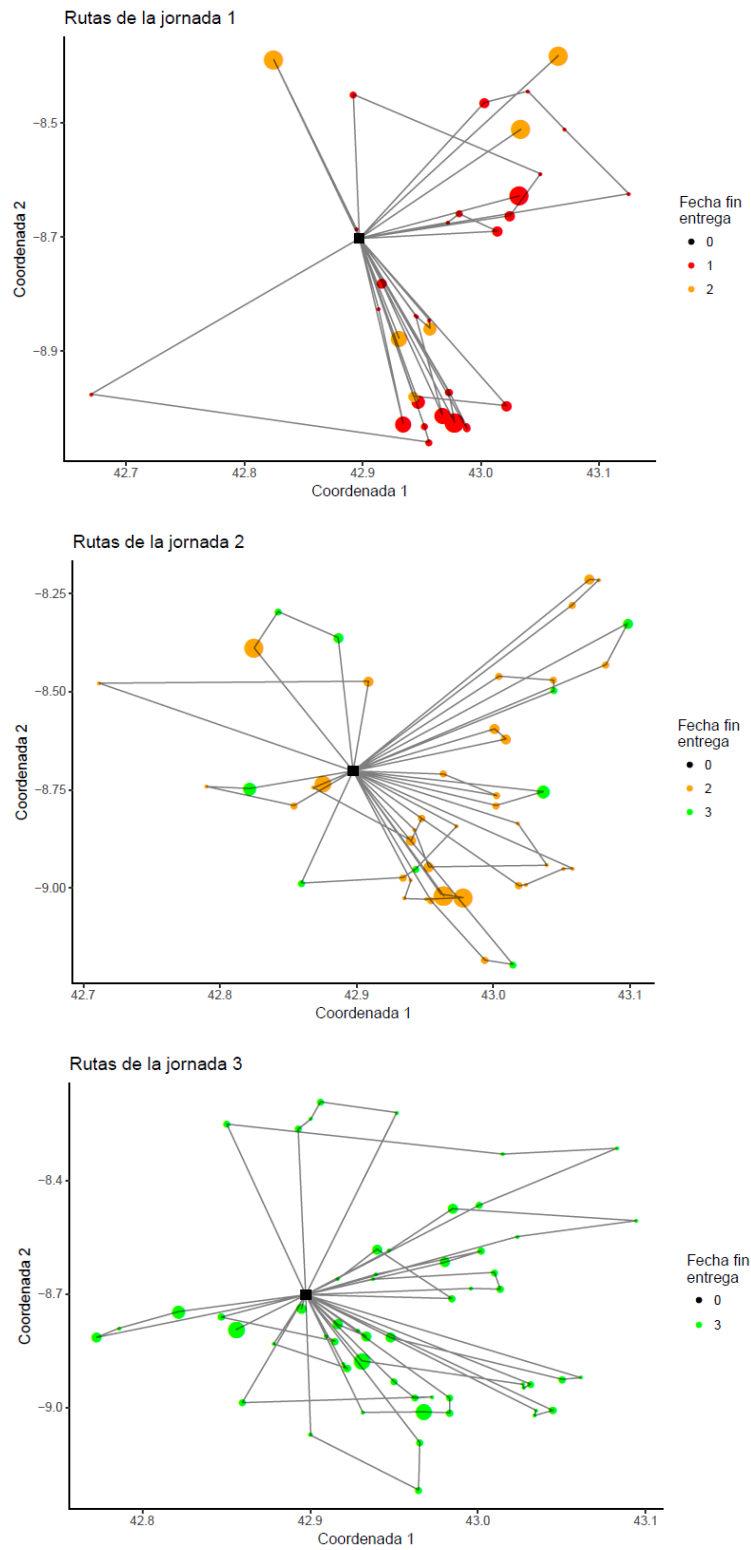 Rutas de la jornada 1
−8.5
−8.7
−8.9
Coordenada 2
42.7
42.8
42.9
43.0
43.1
Coordenada 1
Fecha fin
entrega
0
1
2
Rutas de la jornada 2
−8.25
−8.50
−8.75
−9.00
Coordenada 2
42.7
42.8
42.9
43.0
43.1
Coordenada 1
Fecha fin
entrega
0
2
3
Rutas de la jornada 3
−8.4
−8.7
−9.0
Coordenada 2
42.8
42.9
43.0
43.1
Coordenada 1
Fecha fin
entrega
0
3